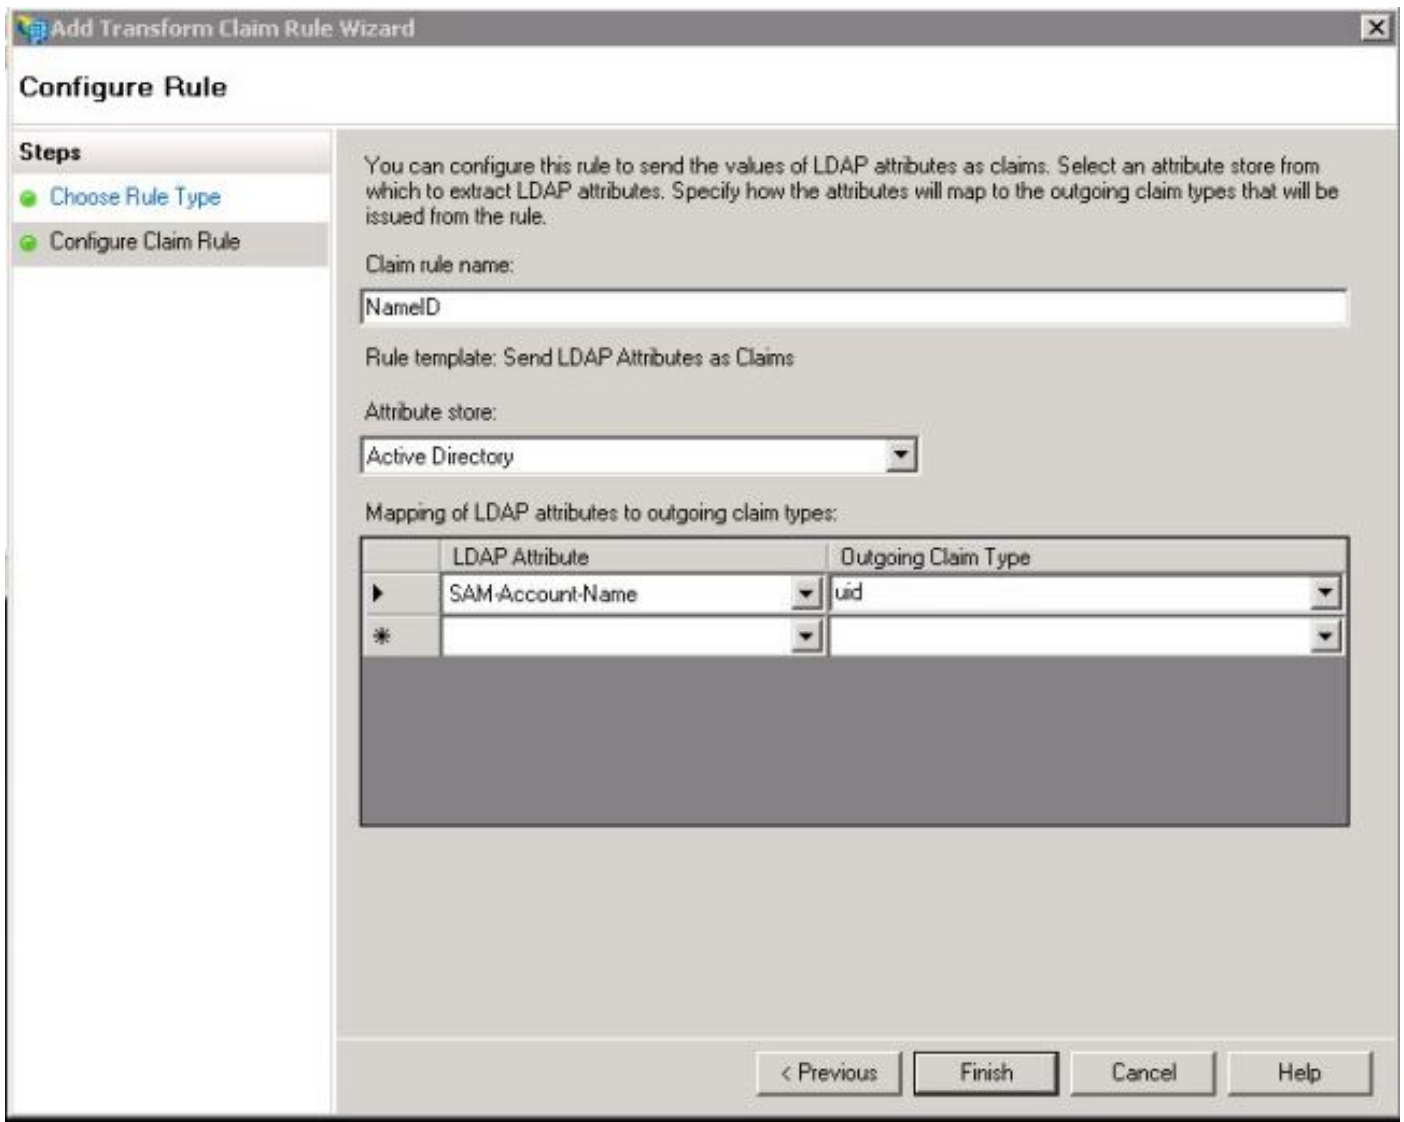 Add Transform Claim Rule Wizard
Configure Rule
Steps
Choose Rule Type
Configure Claim Rule
You can configure this rule to send the values of LDAP attributes as claims. Select an attribute store from
which to extract LDAP attributes. Specify how the attributes will map to the outgoing claim types that will be
issued from the rule.
Claim rule name:
NameID
Rule template: Send LDAP Attributes as Claims
Attribute store:
Active Directory
Mapping of LDAP attributes to outgoing claim types:
LDAP Attribute Outgoing Claim Type
SAM-Account-Name uid
< Previous Finish Cancel Help